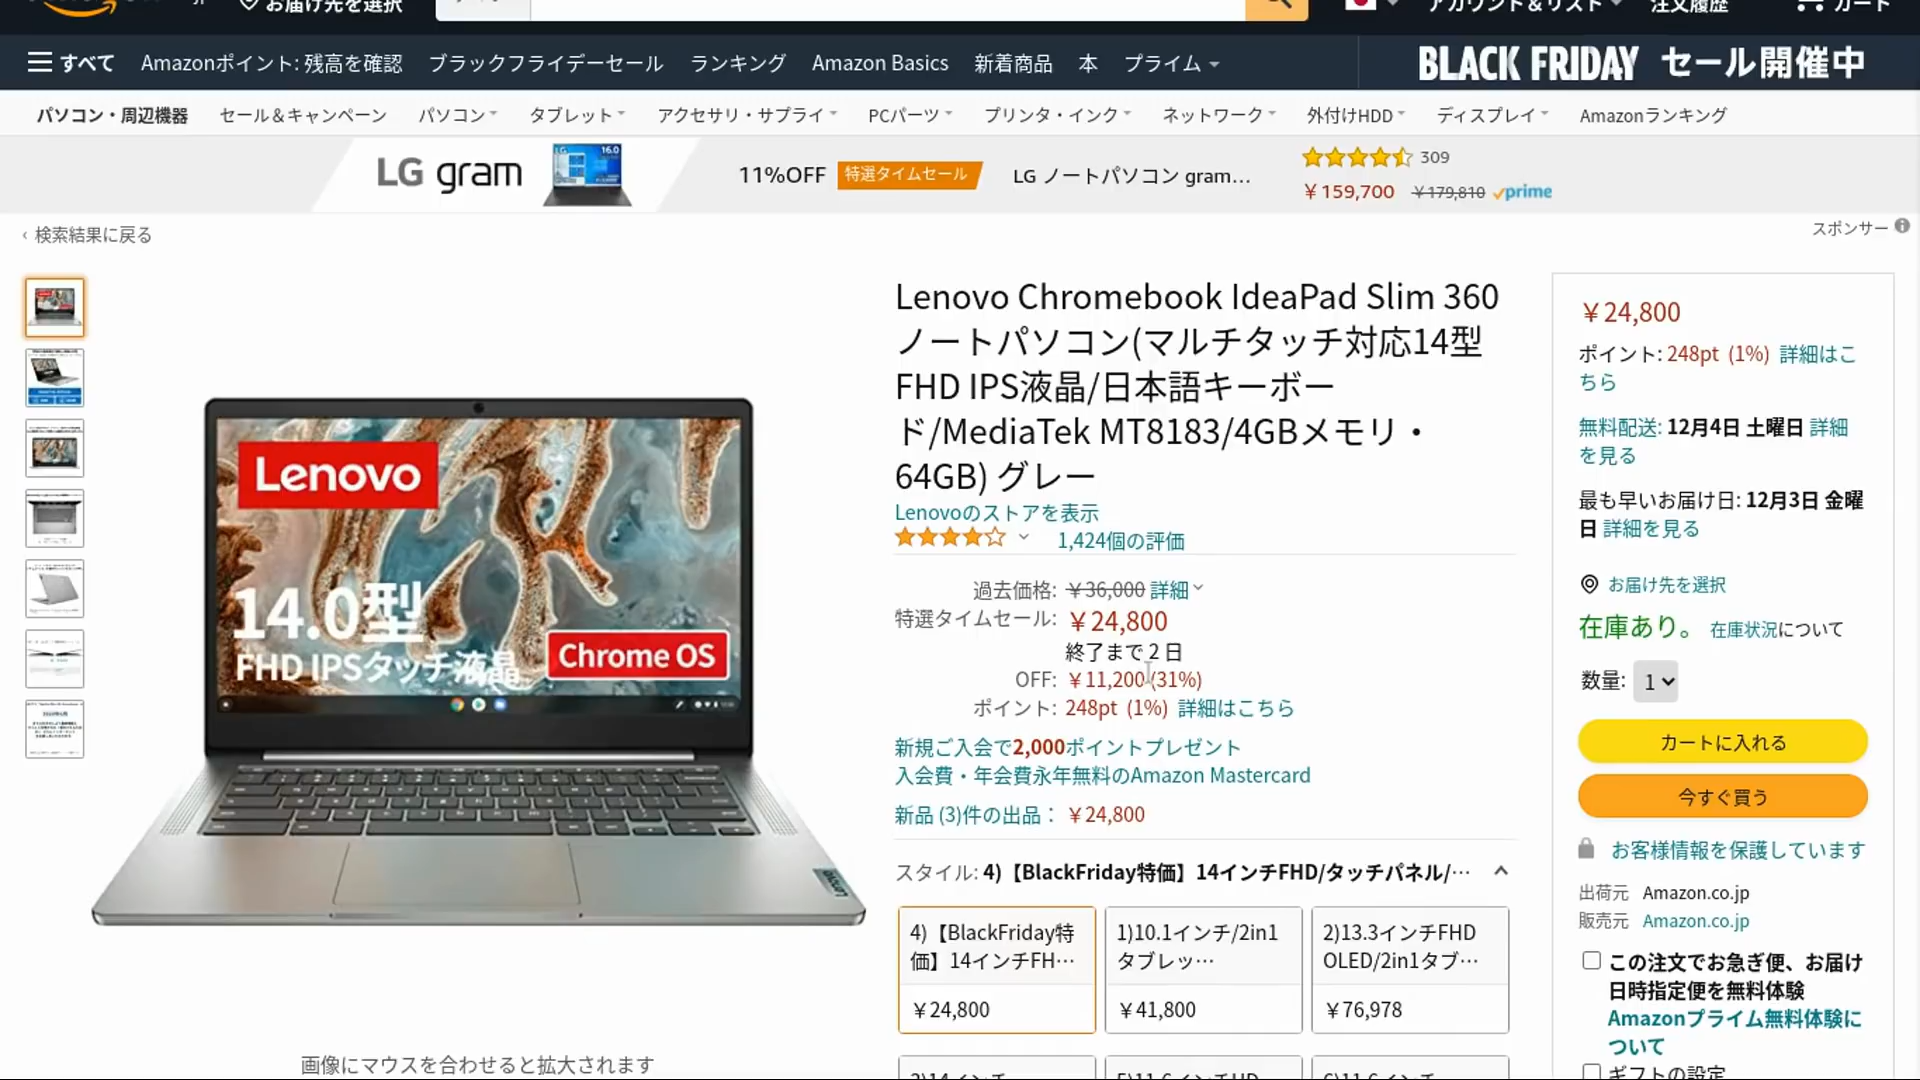 お届け先を選択
アカウント&リスト
注文履歴
カート
すべて
Amazonポイント: 残高を確認
ブラックフライデーセール
ランキング
Amazon Basics
新着商品
本
プライム
BLACK FRIDAY セール開催中
パソコン・周辺機器
セール＆キャンペーン
パソコン
タブレット
アクセサリ・サプライ
PCパーツ
プリンタ・インク
ネットワーク
外付けHDD
ディスプレイ
Amazonランキング
LG gram
16.0
11%OFF
特選タイムセール
LG ノートパソコン gram…
309
￥159,700 ￥179,810 prime
‹ 検索結果に戻る
スポンサー
Lenovo
14.0型
FHD IPSタッチ液晶
Chrome OS
Lenovo
画像にマウスを合わせると拡大されます
Lenovo Chromebook IdeaPad Slim 360
ノートパソコン(マルチタッチ対応14型
FHD IPS液晶/日本語キーボー
ド/MediaTek MT8183/4GBメモリ・
64GB) グレー
Lenovoのストアを表示
1,424個の評価
過去価格: ￥36,000 詳細
特選タイムセール: ￥24,800
終了まで 2 日
OFF: ￥11,200 (31%)
ポイント: 248pt (1%) 詳細はこちら
新規ご入会で2,000ポイントプレゼント
入会費・年会費永年無料のAmazon Mastercard
新品 (3)件の出品： ￥24,800
スタイル: 4)【BlackFriday特価】14インチFHD/タッチパネル/…
4)【BlackFriday特
価】14インチFH…
￥24,800
1)10.1インチ/2in1
タブレッ…
￥41,800
2)13.3インチFHD
OLED/2in1タブ…
￥76,978
￥24,800
ポイント: 248pt (1%) 詳細はこ
ちら
無料配送: 12月4日 土曜日 詳細
を見る
最も早いお届け日: 12月3日 金曜
日 詳細を見る
お届け先を選択
在庫あり。 在庫状況について
数量: 1
カートに入れる
今すぐ買う
お客様情報を保護しています
出荷元 Amazon.co.jp
販売元 Amazon.co.jp
この注文でお急ぎ便、お届け
日時指定便を無料体験
Amazonプライム無料体験に
ついて
ギフトの設定